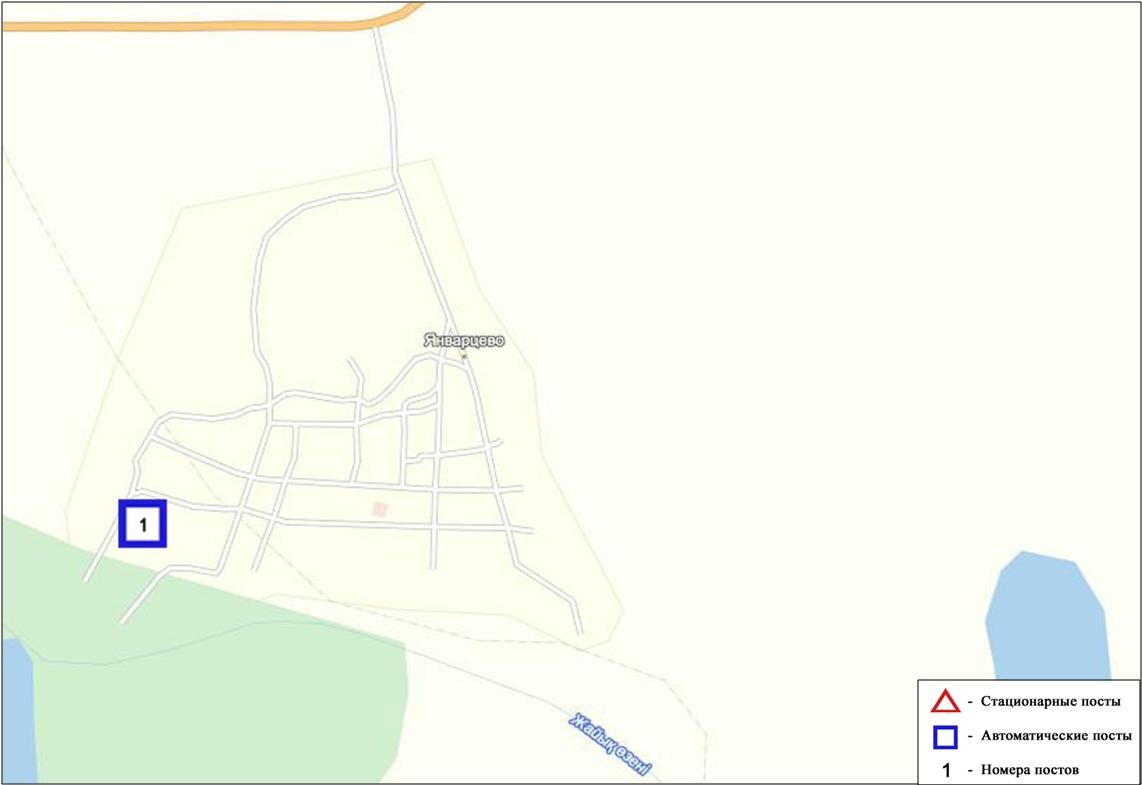 Январцево
1
Жайық өзені
- Стационарные посты
- Автоматические посты
1 - Номера постов